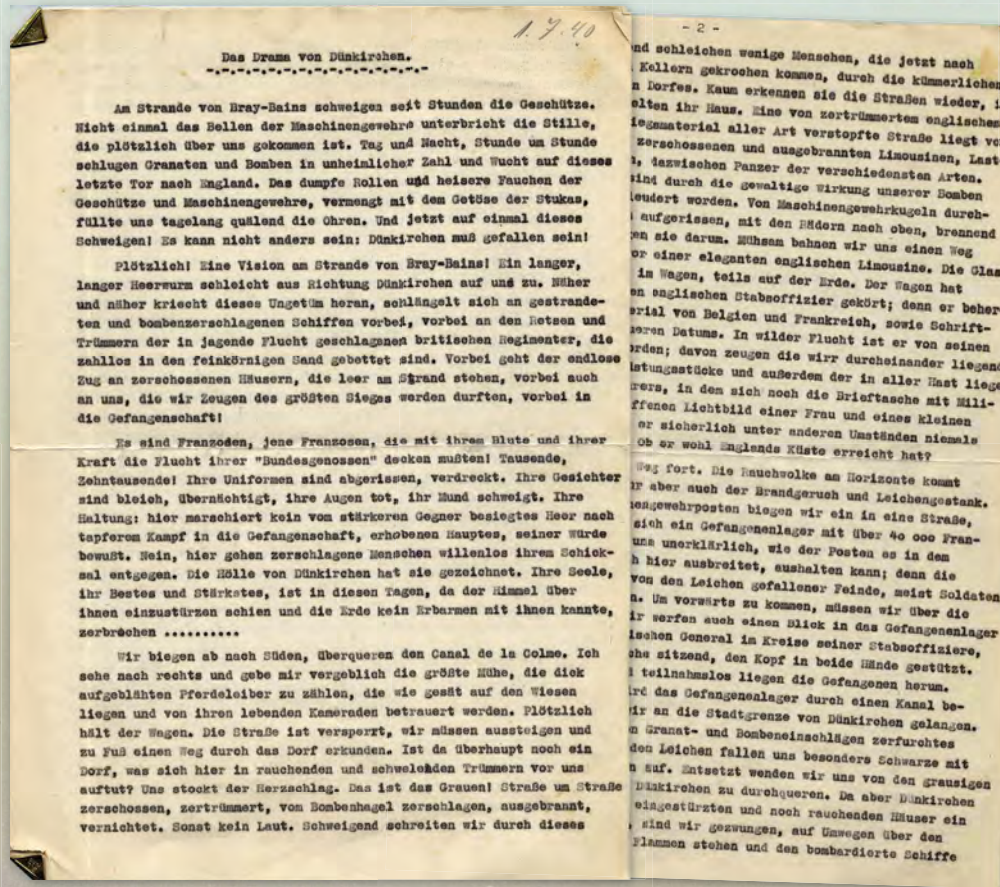 1.7.40
Das Drama von Dünkirchen.
Am Strande von Bray-Bains schweigen seit Stunden die Geschütze.
Nicht einmal das Bellen der Maschinengewehre unterbricht die Stille,
die plötzlich über uns gekommen ist. Tag und Nacht, Stunde um Stunde
schlugen Granaten und Bomben in unheimlicher Zahl und Wucht auf dieses
letzte Tor nach England. Das dumpfe Rollen und heisere Fauchen der
Geschütze und Maschinengewehre, vermengt mit dem Getöse der Stukas,
füllte uns tagelang quälend die Ohren. Und jetzt auf einmal dieses
Schweigen! Es kann nicht anders sein: Dünkirchen muß gefallen sein!
Plötzlich! Eine Vision am Strande von Bray-Bains! Ein langer,
langer Heerwurm schleicht aus Richtung Dünkirchen auf uns zu. Näher
und näher kriecht dieses Ungetüm heran, schlängelt sich an gestrande-
ten und bombenzerschlagenen Schiffen vorbei, vorbei an den Retsen und
Trümmern der in jagende Flucht geschlagenen britischen Regimenter, die
zahllos in den feinkörnigen Sand gebettet sind. Vorbei geht der endlose
Zug an zerschossenen Häusern, die leer am Strand stehen, vorbei auch
an uns, die wir Zeugen des größten Sieges werden durften, vorbei in
die Gefangenschaft!
Es sind Franzosen, jene Franzosen, die mit ihrem Blute und ihrer
Kraft die Flucht ihrer "Bundesgenossen" decken mußten! Tausende,
Zehntausende! Ihre Uniformen sind abgerissen, verdreckt. Ihre Gesichter
sind bleich, übernächtigt, ihre Augen tot, ihr Mund schweigt. Ihre
Haltung: hier marschiert kein vom stärkeren Gegner besiegtes Heer nach
tapferem Kampf in die Gefangenschaft, erhobenen Hauptes, seiner Würde
bewußt. Nein, hier gehen zerschlagene Menschen willenlos ihrem Schick-
sal entgegen. Die Hölle von Dünkirchen hat sie gezeichnet. Ihre Seele,
ihr Bestes und Stärkstes, ist in diesen Tagen, da der Himmel über
ihnen einzustürzen schien und die Erde kein Erbarmen mit ihnen kannte,
zerbrochen ..........
Wir biegen ab nach Süden, überqueren den Canal de la Colme. Ich
sehe nach rechts und gebe mir vergeblich die größte Mühe, die dick
aufgeblähten Pferdeleiber zu zählen, die wie gesät auf den Wiesen
liegen und von ihren lebenden Kameraden betrauert werden. Plötzlich
hält der Wagen. Die Straße ist versperrt, wir müssen aussteigen und
zu Fuß einen Weg durch das Dorf erkunden. Ist da überhaupt noch ein
Dorf, was sich hier in rauchenden und schwelenden Trümmern vor uns
auftut? Uns stockt der Herzschlag. Das ist das Grauen! Straße um Straße
zerschossen, zertrümmert, vom Bombenhagel zerschlagen, ausgebrannt,
vernichtet. Sonst kein Laut. Schweigend schreiten wir durch dieses
- 2 -
nd schleichen wenige Menschen, die jetzt nach
Kellern gekrochen kommen, durch die kümmerlichen
n Dorfes. Kaum erkennen sie die Straßen wieder, i
elten ihr Haus. Eine von zertrümmertem englischen
iegsmaterial aller Art verstopfte Straße liegt vo
zerschossenen und ausgebrannten Limousinen, Last-
, dazwischen Panzer der verschiedensten Arten.
sind durch die gewaltige Wirkung unserer Bomben
leudert worden. Von Maschinengewehrkugeln durch-
aufgerissen, mit den Rädern nach oben, brennend
en sie darum. Mühsam bahnen wir uns einen Weg
or einer eleganten englischen Limousine. Die Glas
im Wagen, teils auf der Erde. Der Wagen hat
en englischen Stabsoffizier gekört; denn er beher
erial von Belgien und Frankreich, sowie Schrift-
ueren Datums. In wilder Flucht ist er von seinen
orden; davon zeugen die wirr durcheinander liegend
stungsstücke und außerdem der in aller Hast liege
rers, in dem sich noch die Brieftasche mit Mili-
ffenen Lichtbild einer Frau und eines kleinen
er sicherlich unter anderen Umständen niemals
Ob er wohl Englands Küste erreicht hat?
Weg fort. Die Rauchwolke am Horizonte kommt
r aber auch der Brandgeruch und Leichengestank.
nengewehrposten biegen wir ein in eine Straße,
sich ein Gefangenenlager mit über 40 000 Fran-
uns unerklärlich, wie der Posten es in dem
h hier ausbreitet, aushalten kann; denn die
von den Leichen gefallener Feinde, meist Soldaten
n. Um vorwärts zu kommen, müssen wir über die
ir werfen auch einen Blick in das Gefangenenlager
ischen General im Kreise seiner Stabsoffiziere,
che sitzend, den Kopf in beide Hände gestützt.
teilnahmslos liegen die Gefangenen herum.
ird das Gefangenenlager durch einen Kanal be-
ir an die Stadtgrenze von Dünkirchen gelangen.
n Granat- und Bombeneinschlägen zerfurchtes
den Leichen fallen uns besonders Schwarze mit
n auf. Entsetzt wenden wir uns von den grausigen
Dünkirchen zu durchqueren. Da aber Dünkirchen
eingestürzten und noch rauchenden Häuser ein
, sind wir gezwungen, auf Umwegen über den
Flammen stehen und den bombardierte Schiffe